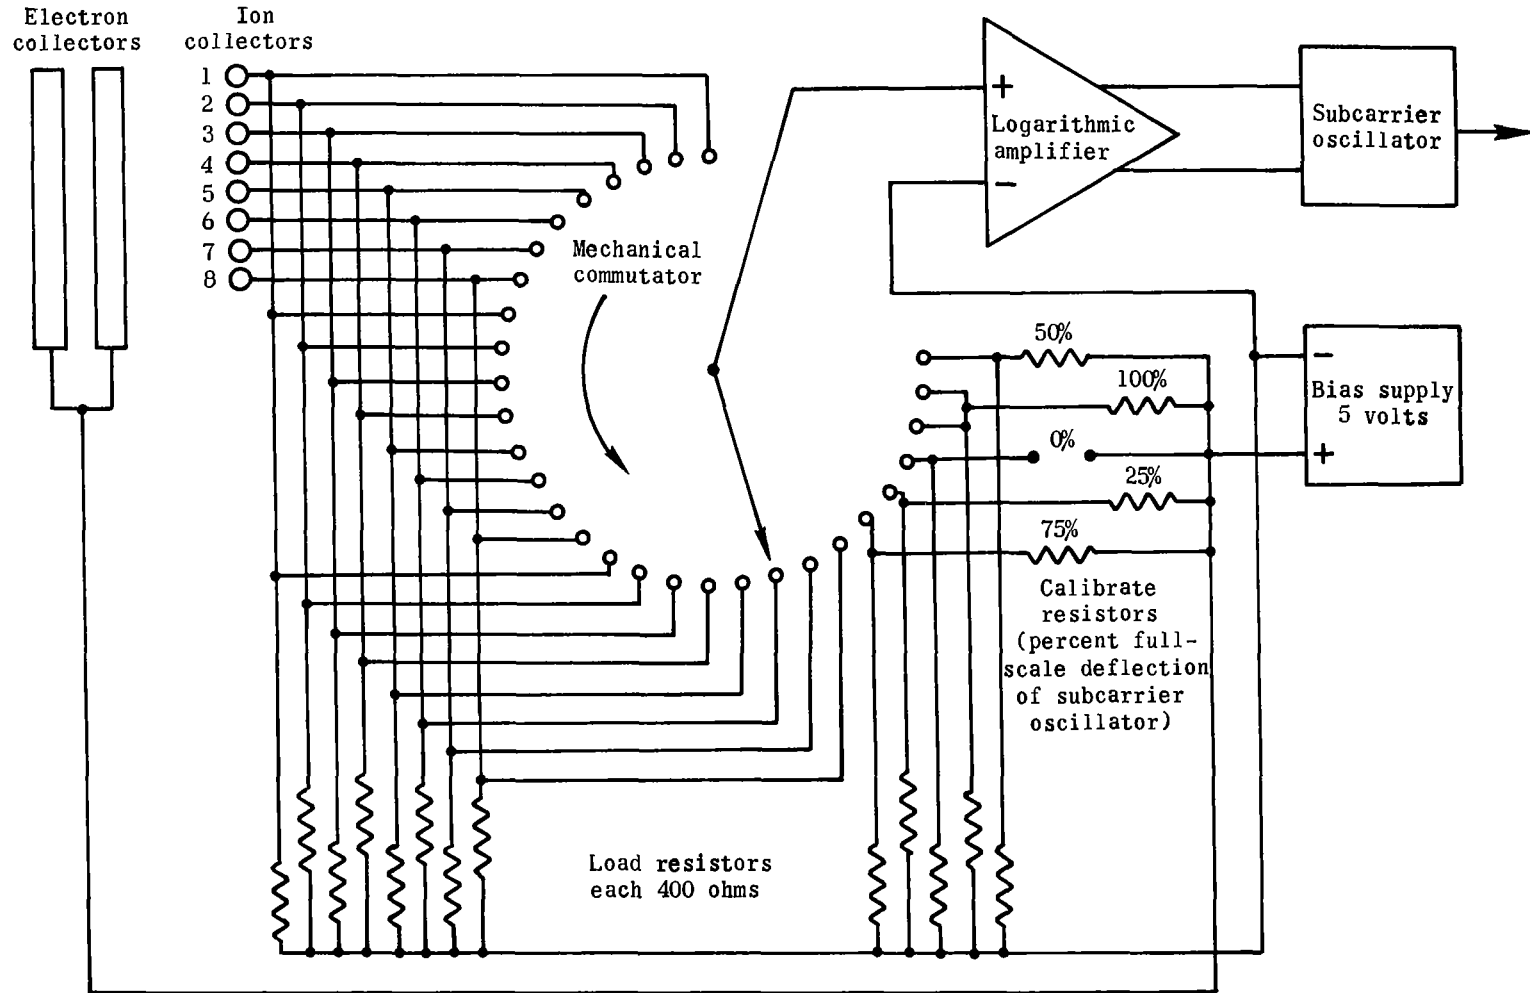 Electron
collectors
Ion
collectors
1
2
3
4
5
6
7
8
Mechanical
commutator
+
Logarithmic
amplifier
−
Subcarrier
oscillator
50%
100%
0%
25%
75%
−
Bias supply
5 volts
+
Calibrate
resistors
(percent full-
scale deflection
of subcarrier
oscillator)
Load resistors
each 400 ohms